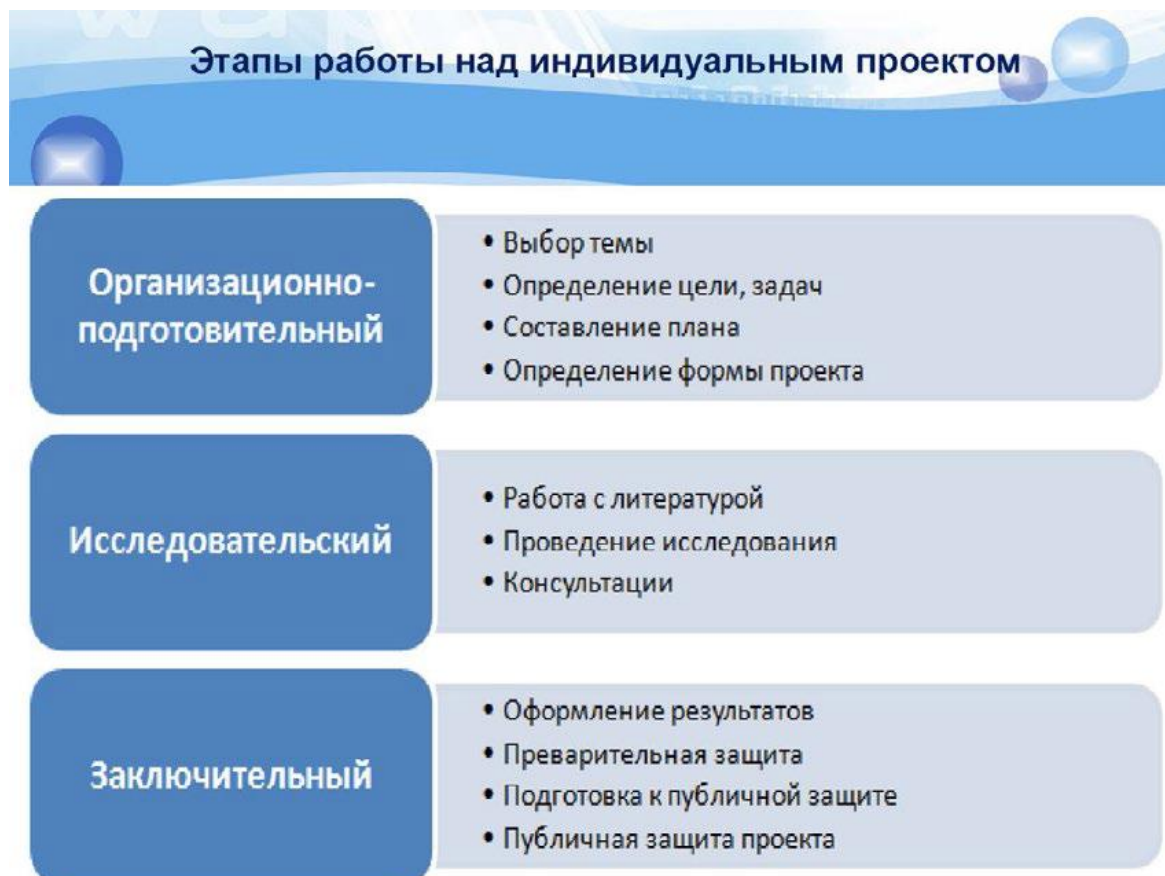 Этапы работы над индивидуальным проектом
Организационно-
подготовительный
• Выбор темы
• Определение цели, задач
• Составление плана
• Определение формы проекта
Исследовательский
• Работа с литературой
• Проведение исследования
• Консультации
Заключительный
• Оформление результатов
• Преварительная защита
• Подготовка к публичной защите
• Публичная защита проекта